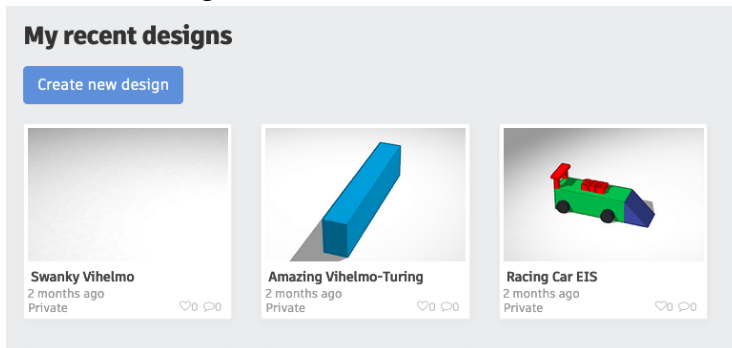 My recent designs
Create new design
Swanky Vihelmo
2 months ago
Private
0 0
Amazing Vihelmo-Turing
2 months ago
Private
0 0
Racing Car EIS
2 months ago
Private
0 0